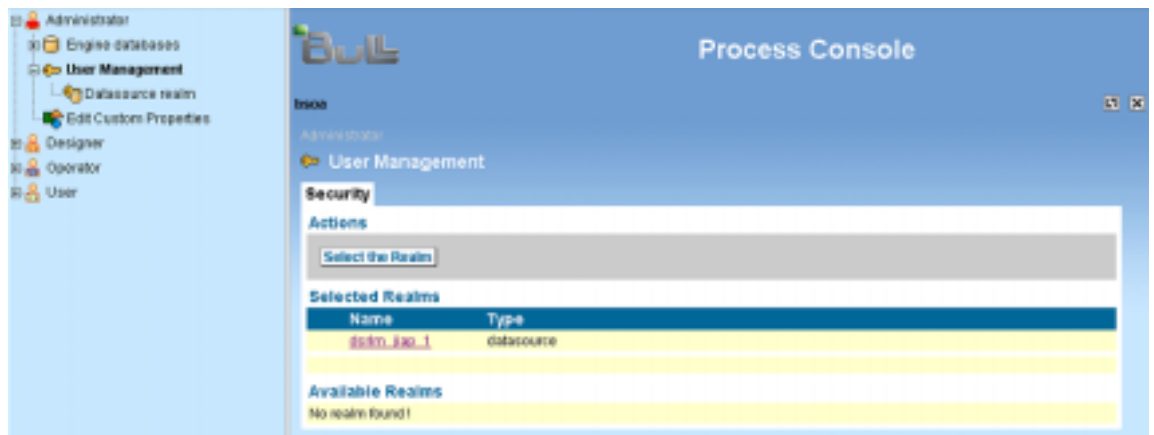 Administrator
Engine databases
User Management
Datasource realm
Edit Custom Properties
Designer
Operator
User
Bull
Process Console
bsoa
Administrator
User Management
Security
Actions
Select the Realm
Selected Realms
Name Type
datasource
Available Realms
No realm found!